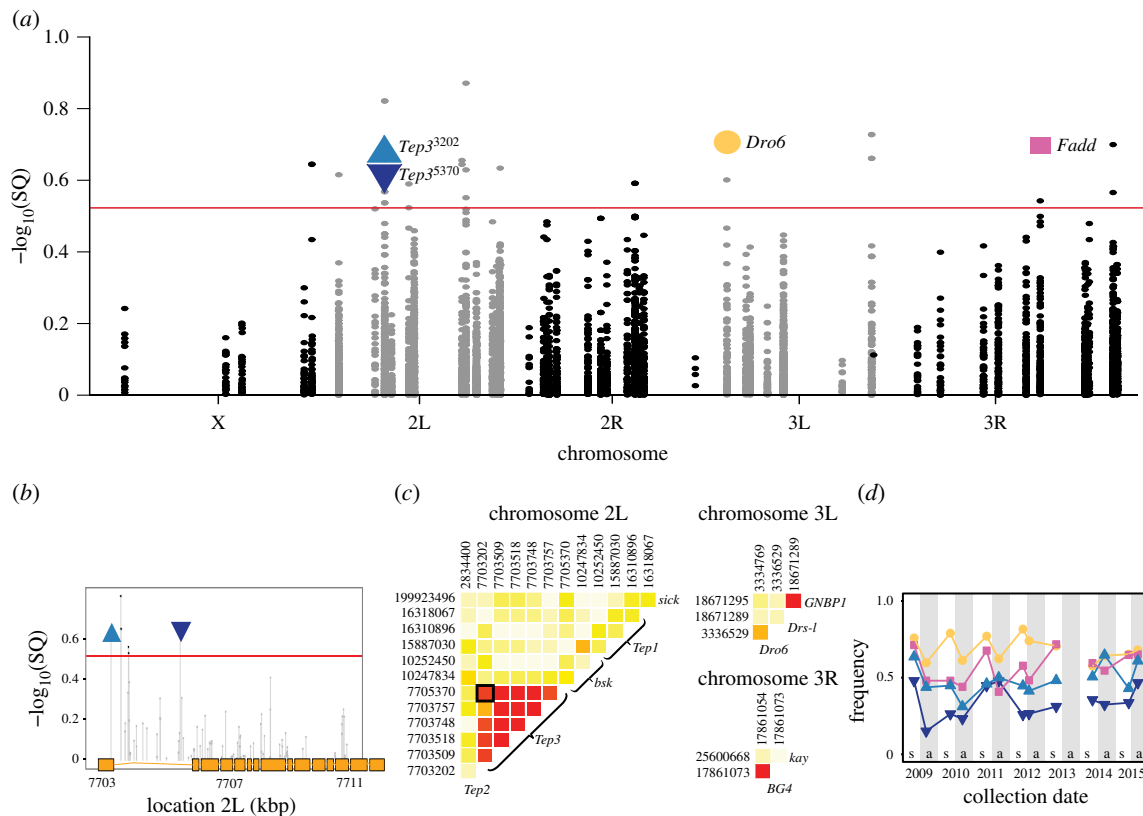 (a)
1.0
0.8
0.6
0.4
0.2
0
–log10(SQ)
Tep3^3202
Tep3^5370
Dro6
Fadd
X 2L 2R 3L 3R
chromosome
(b)
0.6
0.4
0.2
0
–log10(SQ)
7703 7707 7711
location 2L (kbp)
(c)
chromosome 2L
2834400
7703202
7703509
7703518
7703748
7703757
7705370
10247834
10252450
15887030
16310896
16318067
199923496
16318067
16310896
15887030
10252450
10247834
7705370
7703757
7703748
7703518
7703509
7703202
sick
Tep1
bsk
Tep3
Tep2
chromosome 3L
3334769
3336529
18671289
18671295
18671289
3336529
GNBP1
Drs-l
Dro6
chromosome 3R
17861054
17861073
25600668
17861073
kay
BG4
(d)
1.0
0.5
0
frequency
s a s a s a s a s a s a s a
2009 2010 2011 2012 2013 2014 2015
collection date